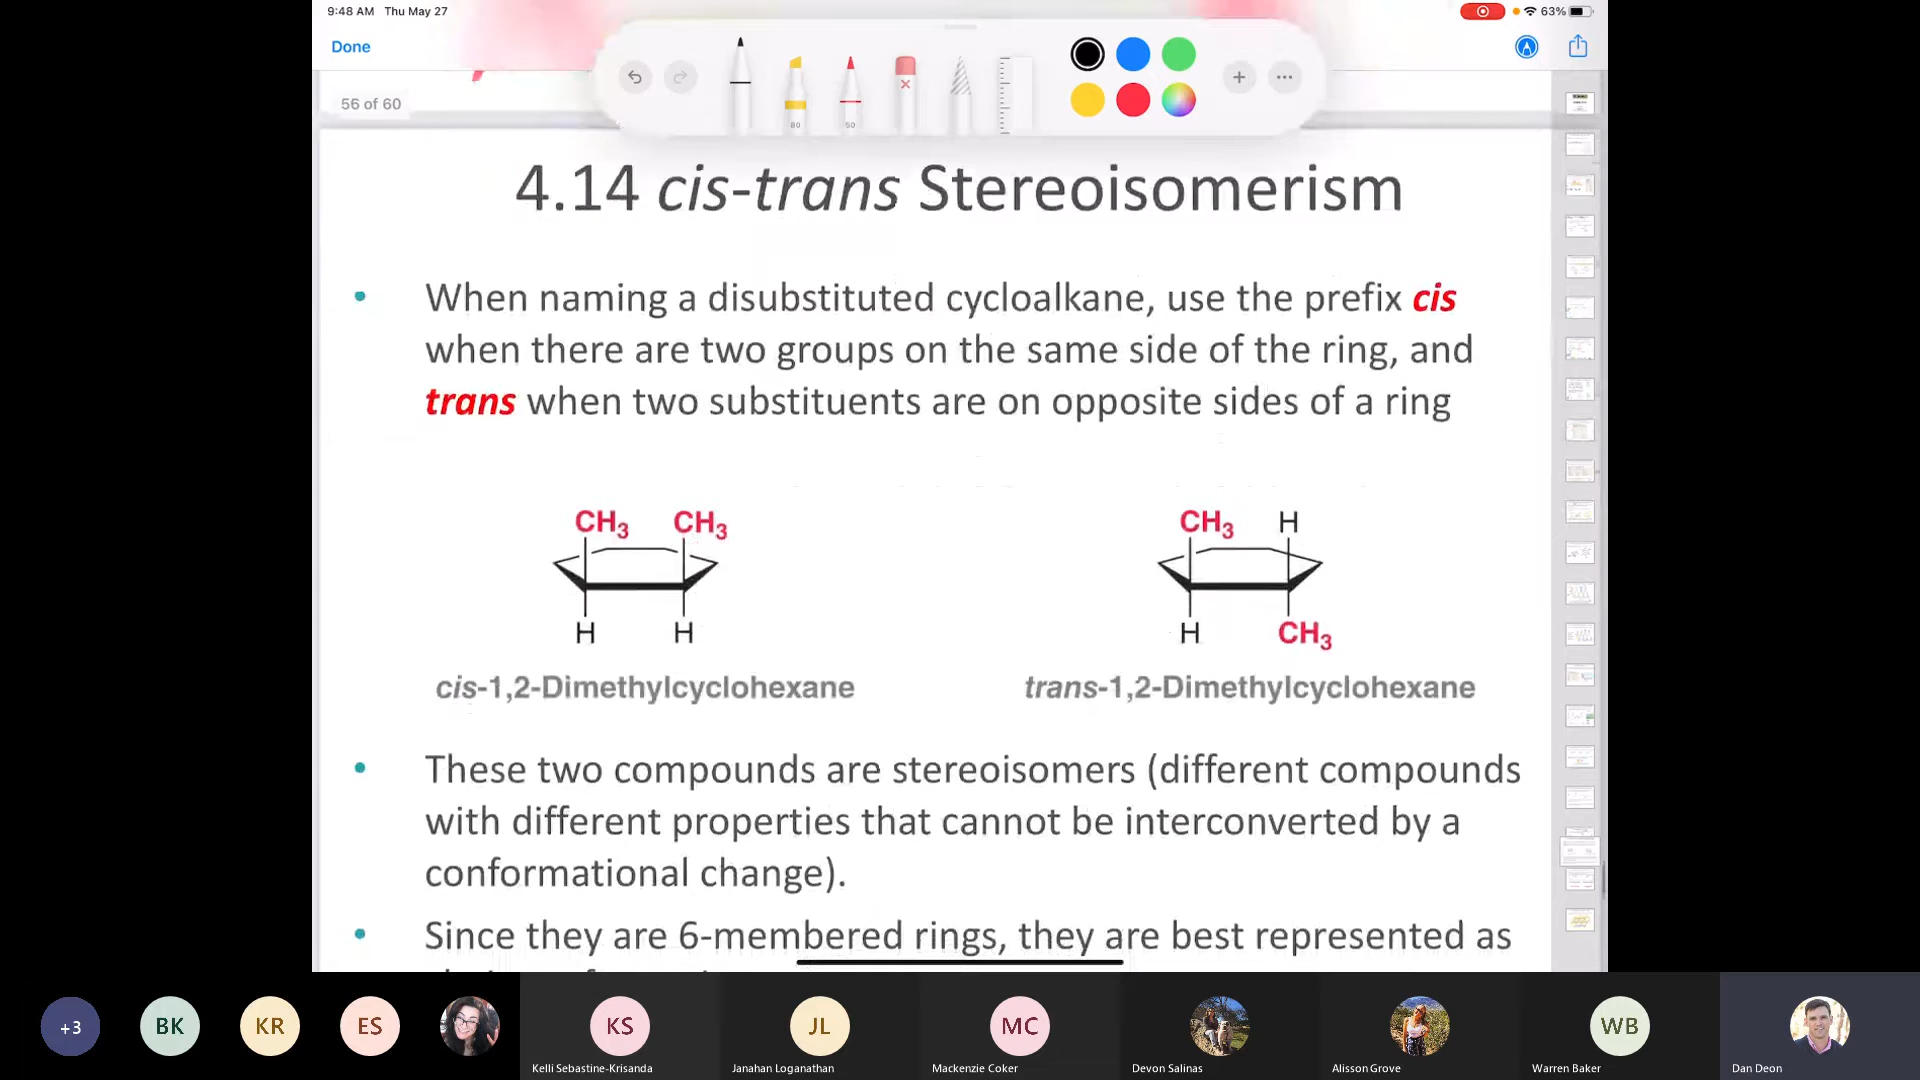 9:48 AM Thu May 27
63%
Done
80
50
56 of 60
4.14 cis-trans Stereoisomerism
• When naming a disubstituted cycloalkane, use the prefix cis
when there are two groups on the same side of the ring, and
trans when two substituents are on opposite sides of a ring
CH3 CH3
H H
cis-1,2-Dimethylcyclohexane
CH3 H
H CH3
trans-1,2-Dimethylcyclohexane
• These two compounds are stereoisomers (different compounds
with different properties that cannot be interconverted by a
conformational change).
• Since they are 6-membered rings, they are best represented as
+3
BK
KR
ES
KS
Kelli Sebastine-Krisanda
JL
Janahan Loganathan
MC
Mackenzie Coker
Devon Salinas
Alisson Grove
WB
Warren Baker
Dan Deon